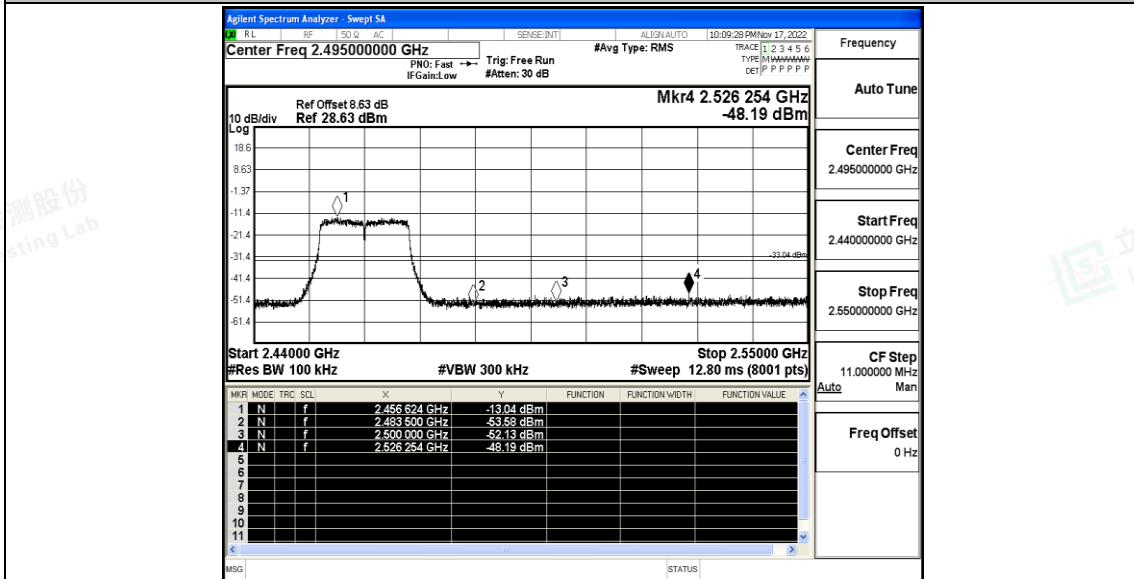 Agilent Spectrum Analyzer - Swept SA
LXI RL RF 50 Ω AC SENSE:INT ALIGN AUTO 10:09:28 PM Nov 17, 2022
Center Freq 2.495000000 GHz #Avg Type: RMS TRACE 1 2 3 4 5 6
PNO: Fast Trig: Free Run TYPE M WWWWW
IFGain:Low #Atten: 30 dB DET P P P P P P
Frequency
Auto Tune
Center Freq
2.495000000 GHz
Start Freq
2.440000000 GHz
Stop Freq
2.550000000 GHz
CF Step
11.000000 MHz
Auto Man
Freq Offset
0 Hz
Mkr4 2.526 254 GHz
-48.19 dBm
Ref Offset 8.63 dB
10 dB/div Ref 28.63 dBm
Log
18.6
8.63
-1.37
-11.4
-21.4
-31.4
-41.4
-51.4
-61.4
1
2
3
4
-33.04 dBm
Start 2.44000 GHz Stop 2.55000 GHz
#Res BW 100 kHz #VBW 300 kHz #Sweep 12.80 ms (8001 pts)
MKR MODE TRC SCL X Y FUNCTION FUNCTION WIDTH FUNCTION VALUE
1 N f 2.456 624 GHz -13.04 dBm
2 N f 2.483 500 GHz -53.58 dBm
3 N f 2.500 000 GHz -52.13 dBm
4 N f 2.526 254 GHz -48.19 dBm
5
6
7
8
9
10
11
MSG STATUS
测股份
sting Lab
立